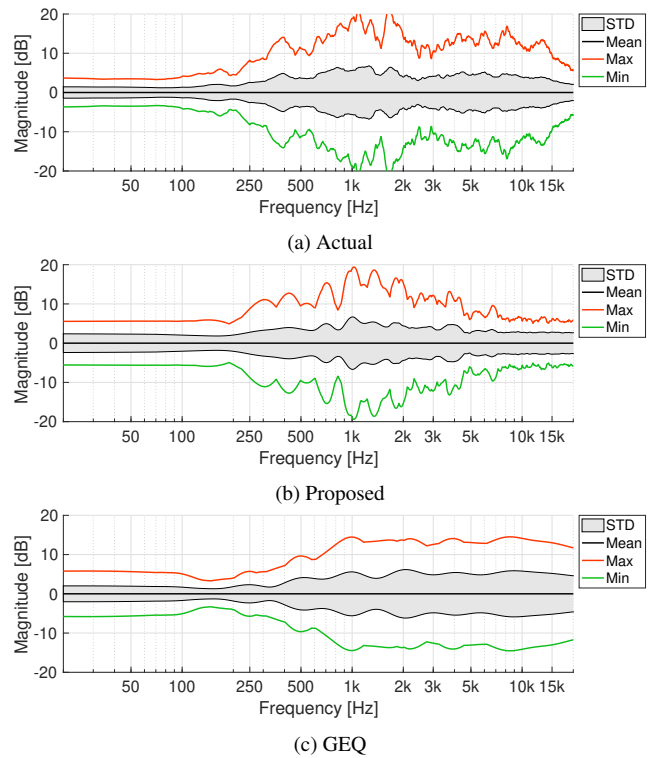 20
10
0
10
-20
Magnitude [dB]
50 100 250 500 1k 2k 3k 5k 10k 15k
Frequency [Hz]
STD
Mean
Max
Min
(a) Actual
20
10
0
-10
-20
Magnitude [dB]
50 100 250 500 1k 2k 3k 5k 10k 15k
Frequency [Hz]
STD
Mean
Max
Min
(b) Proposed
20
10
0
-10
-20
Magnitude [dB]
50 100 250 500 1k 2k 3k 5k 10k 15k
Frequency [Hz]
STD
Mean
Max
Min
(c) GEQ